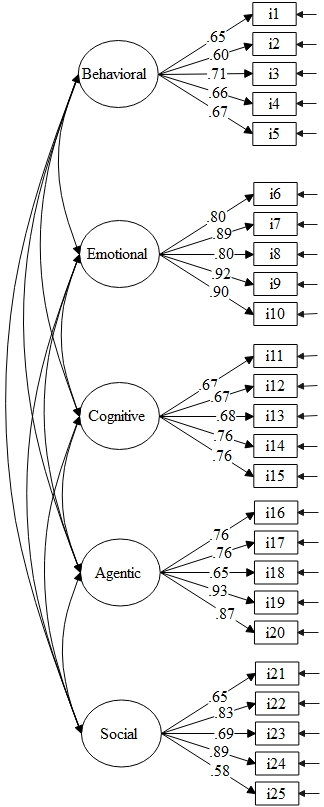 i1
.65
i2
.60
Behavioral
.71
i3
.66
i4
.67
i5
i6
.80
i7
.89
Emotional
.80
i8
.92
i9
.90
i10
i11
.67
i12
.67
Cognitive
.68
i13
.76
i14
.76
i15
i16
.76
i17
.76
Agentic
.65
i18
.93
i19
.87
i20
i21
.65
i22
.83
Social
.69
i23
.89
i24
.58
i25